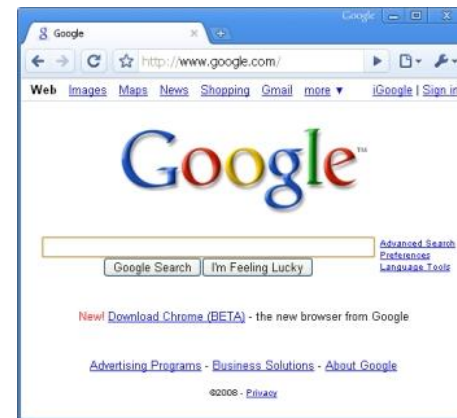 Google
Google
http://www.google.com/
Web Images Maps News Shopping Gmail more ▼ iGoogle | Sign in
Google™
Advanced Search
Preferences
Language Tools
Google Search I'm Feeling Lucky
New! Download Chrome (BETA) - the new browser from Google
Advertising Programs - Business Solutions - About Google
©2008 - Privacy